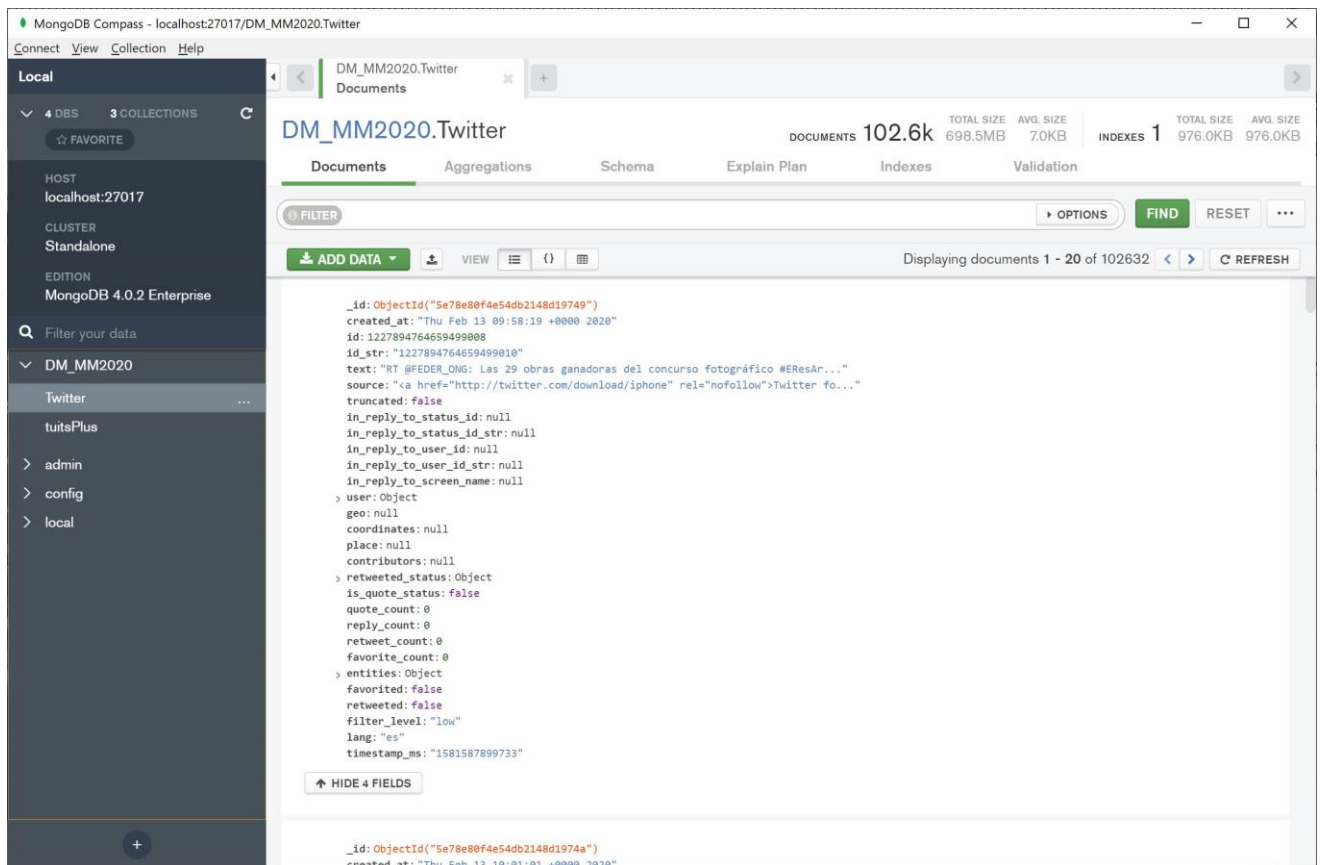 MongoDB Compass - localhost:27017/DM_MM2020.Twitter
Connect View Collection Help
Local
4 DBS 3 COLLECTIONS
FAVORITE
HOST
localhost:27017
CLUSTER
Standalone
EDITION
MongoDB 4.0.2 Enterprise
Filter your data
DM_MM2020
Twitter ...
tuitsPlus
admin
config
local
DM_MM2020.Twitter
Documents
DM_MM2020.Twitter
DOCUMENTS 102.6k TOTAL SIZE 698.5MB AVG. SIZE 7.0KB INDEXES 1 TOTAL SIZE 976.0KB AVG. SIZE 976.0KB
Documents Aggregations Schema Explain Plan Indexes Validation
FILTER OPTIONS FIND RESET ...
ADD DATA VIEW {} Displaying documents 1 - 20 of 102632 < > REFRESH
_id: ObjectId("5e78e80f4e54db2148d19749")
created_at: "Thu Feb 13 09:58:19 +0000 2020"
id: 1227894764659499008
id_str: "1227894764659499010"
text: "RT @FEDER_ONG: Las 29 obras ganadoras del concurso fotográfico #EResAr..."
source: "<a href="http://twitter.com/download/iphone" rel="nofollow">Twitter fo..."
truncated: false
in_reply_to_status_id: null
in_reply_to_status_id_str: null
in_reply_to_user_id: null
in_reply_to_user_id_str: null
in_reply_to_screen_name: null
> user: Object
geo: null
coordinates: null
place: null
contributors: null
> retweeted_status: Object
is_quote_status: false
quote_count: 0
reply_count: 0
retweet_count: 0
favorite_count: 0
> entities: Object
favorited: false
retweeted: false
filter_level: "low"
lang: "es"
timestamp_ms: "1581587899733"
HIDE 4 FIELDS
_id: ObjectId("5e78e80f4e54db2148d1974a")
created_at: "Thu Feb 13 10:01:01 +0000 2020"